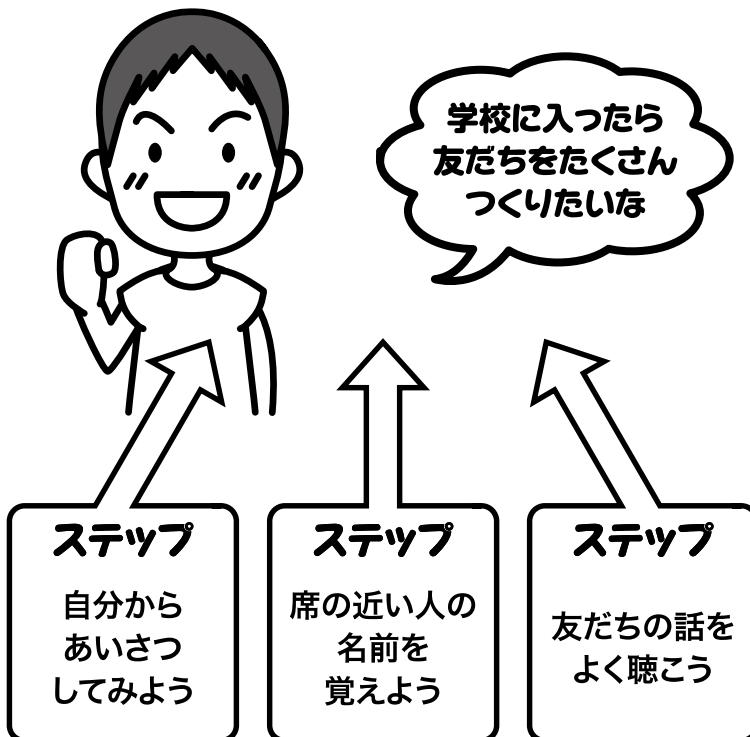 学校に入ったら
友だちをたくさん
つくりたいな
ステップ
自分から
あいさつ
してみよう
ステップ
席の近い人の
名前を
覚えよう
ステップ
友だちの話を
よく聴こう